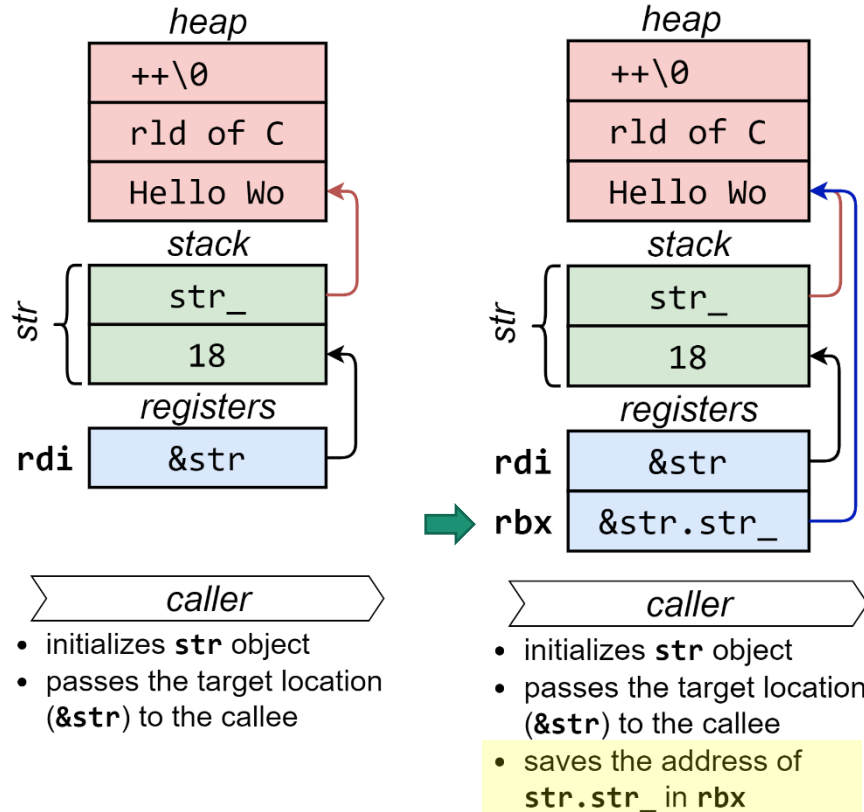 heap
++\0
rld of C
Hello Wo
stack
str
str_
18
registers
rdi
&str
caller
• initializes str object
• passes the target location
(&str) to the callee
heap
++\0
rld of C
Hello Wo
stack
str
str_
18
registers
rdi
&str
rbx
&str.str_
caller
• initializes str object
• passes the target location
(&str) to the callee
• saves the address of
str.str_ in rbx